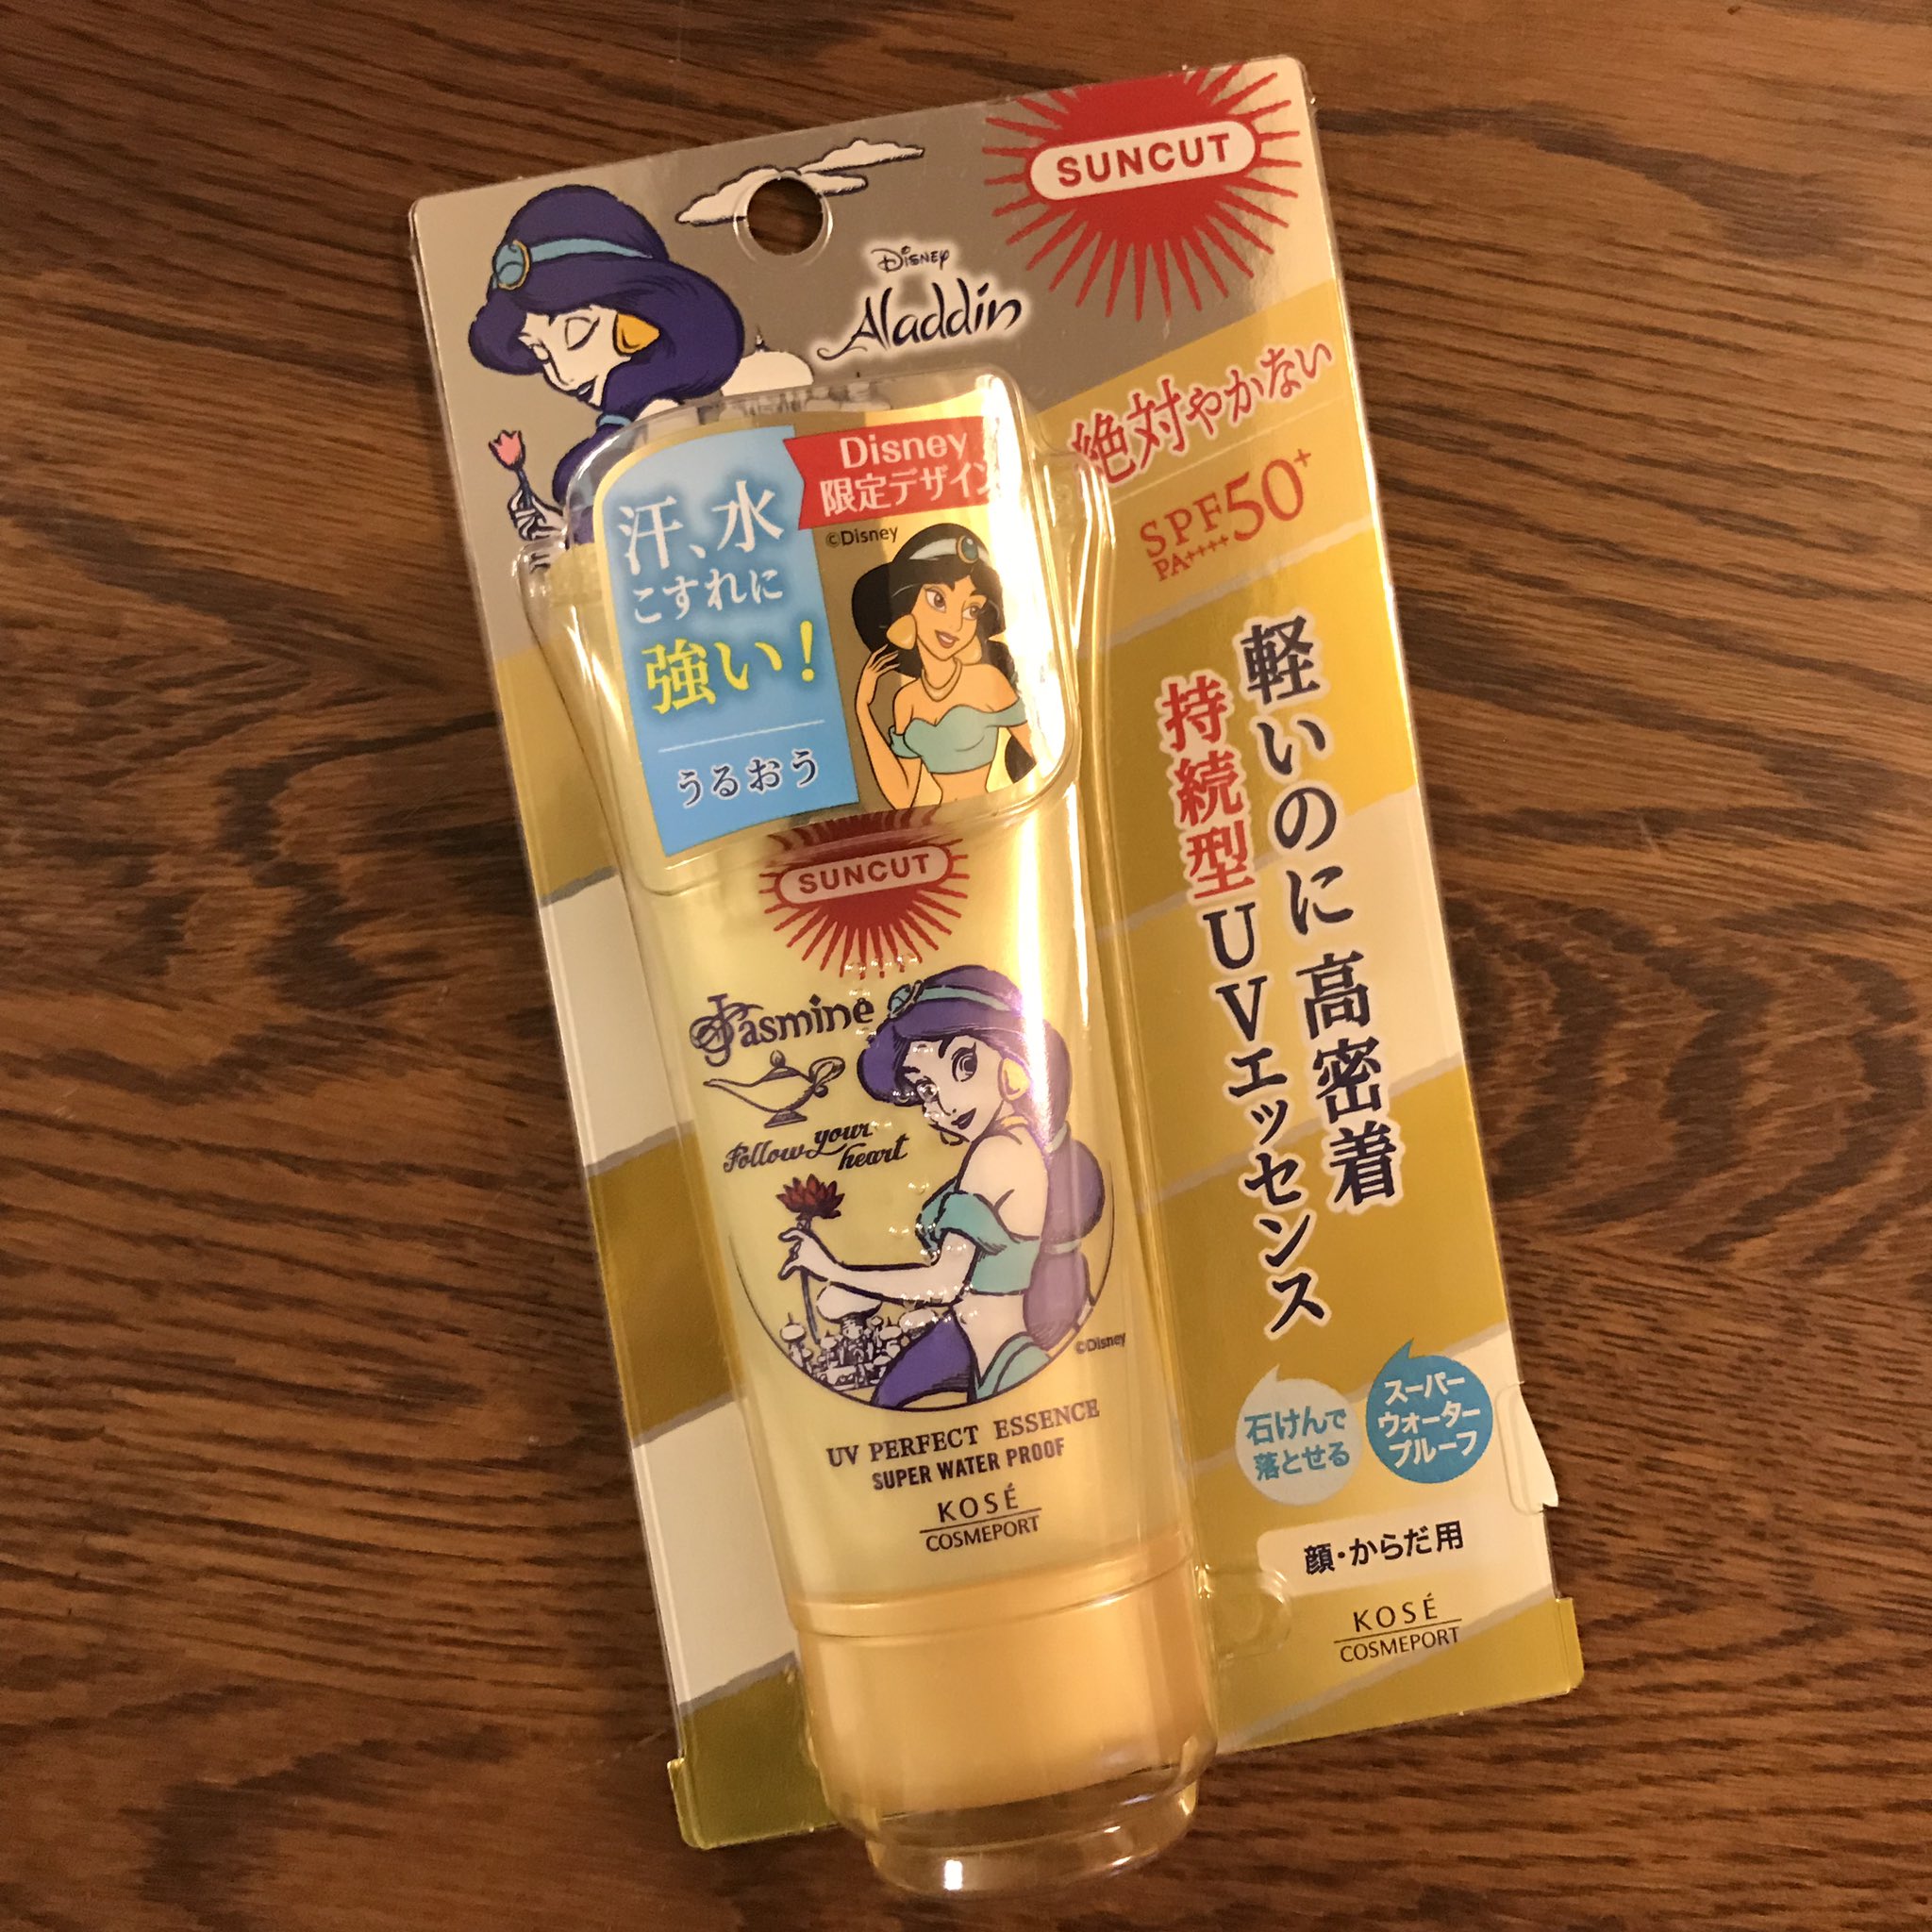 SUNCUT
Disney
Aladdin
絶対やかない
SPF50+
PA++++
Disney
限定デザイン
©Disney
汗、水
こすれに
強い!
うるおう
軽いのに高密着
持続型UVエッセンス
SUNCUT
Jasmine
Follow your
heart
©Disney
UV PERFECT ESSENCE
SUPER WATER PROOF
KOSÉ
COSMEPORT
石けんで
落とせる
スーパー
ウォーター
プルーフ
顔・からだ用
KOSÉ
COSMEPORT